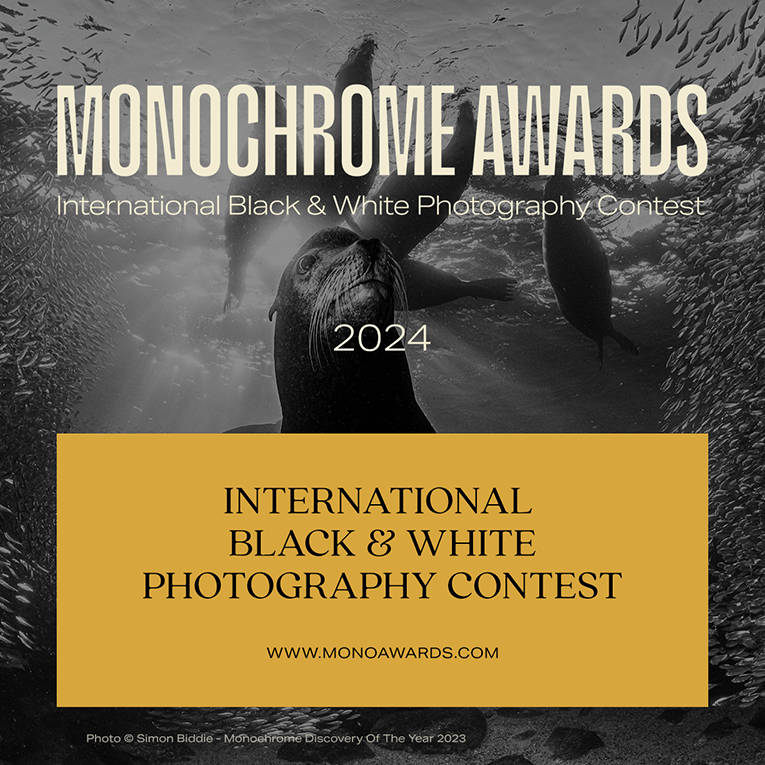 MONOCHROME AWARDS
International Black & White Photography Contest
2024
INTERNATIONAL
BLACK & WHITE
PHOTOGRAPHY CONTEST
WWW.MONOAWARDS.COM
Photo © Simon Biddie - Monochrome Discovery Of The Year 2023